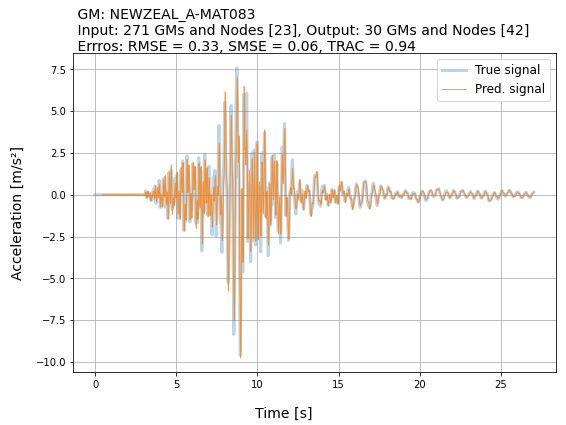 GM: NEWZEAL_A-MAT083
Input: 271 GMs and Nodes [23], Output: 30 GMs and Nodes [42]
Errros: RMSE = 0.33, SMSE = 0.06, TRAC = 0.94
True signal
Pred. signal
7.5
5.0
2.5
0.0
−2.5
−5.0
−7.5
−10.0
Acceleration [m/s²]
0 5 10 15 20 25
Time [s]